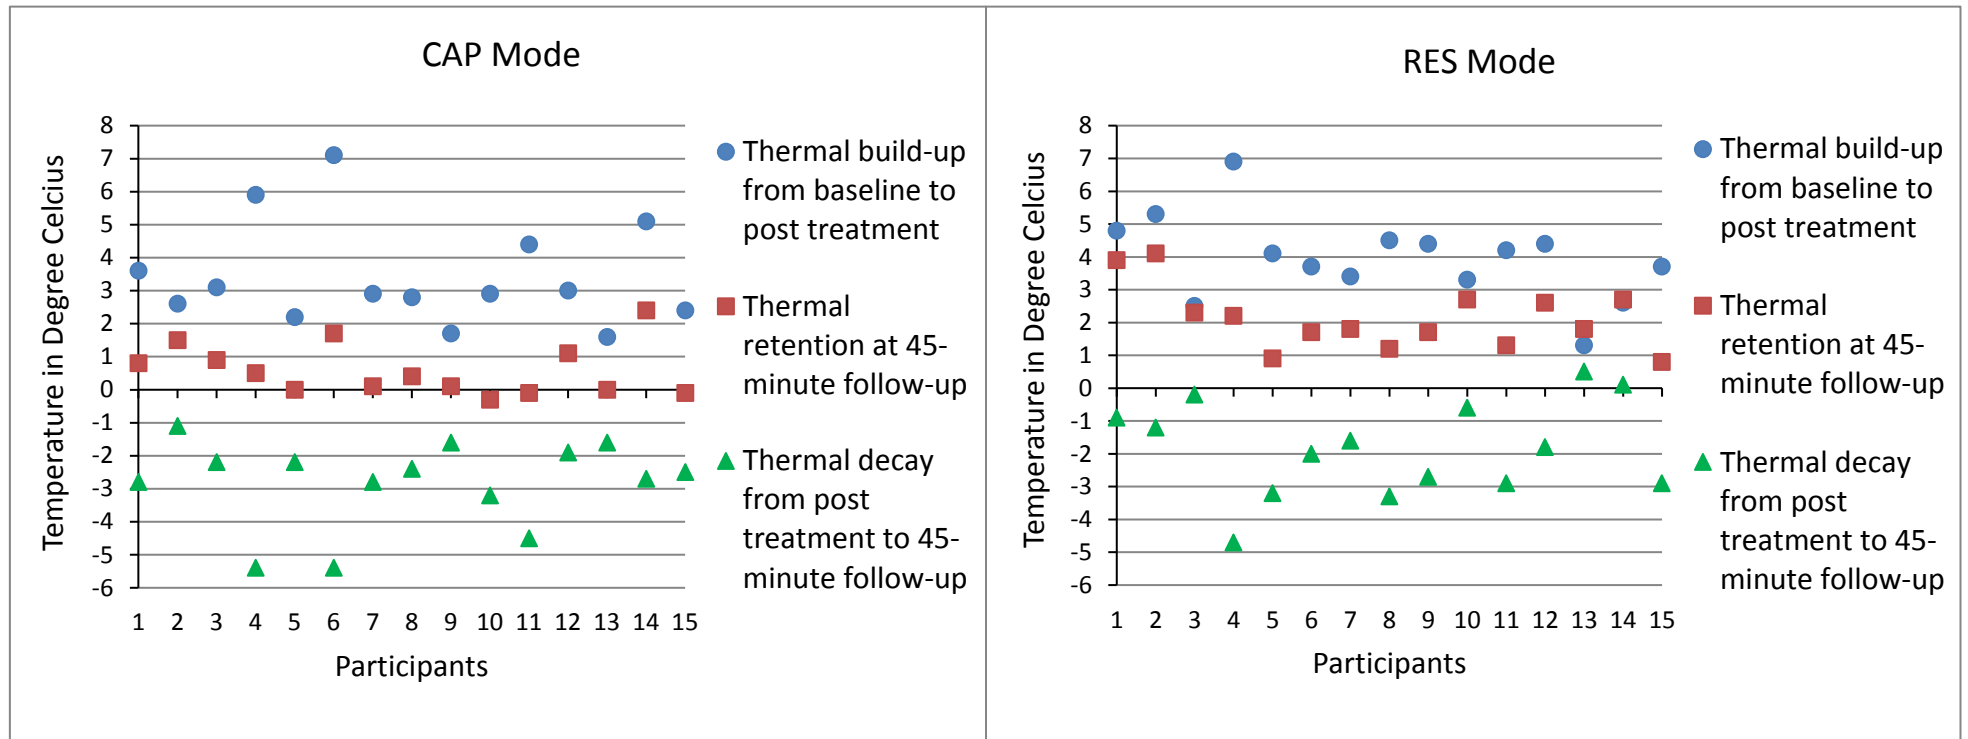 CAP Mode
Temperature in Degree Celcius
8
7
6
5
4
3
2
1
0
-1
-2
-3
-4
-5
-6
1 2 3 4 5 6 7 8 9 10 11 12 13 14 15
Participants
Thermal build-up
from baseline to
post treatment
Thermal
retention at 45-
minute follow-up
Thermal decay
from post
treatment to 45-
minute follow-up
RES Mode
Temperature in Degree Celcius
8
7
6
5
4
3
2
1
0
-1
-2
-3
-4
-5
-6
1 2 3 4 5 6 7 8 9 10 11 12 13 14 15
Participants
Thermal build-up
from baseline to
post treatment
Thermal
retention at 45-
minute follow-up
Thermal decay
from post
treatment to 45-
minute follow-up